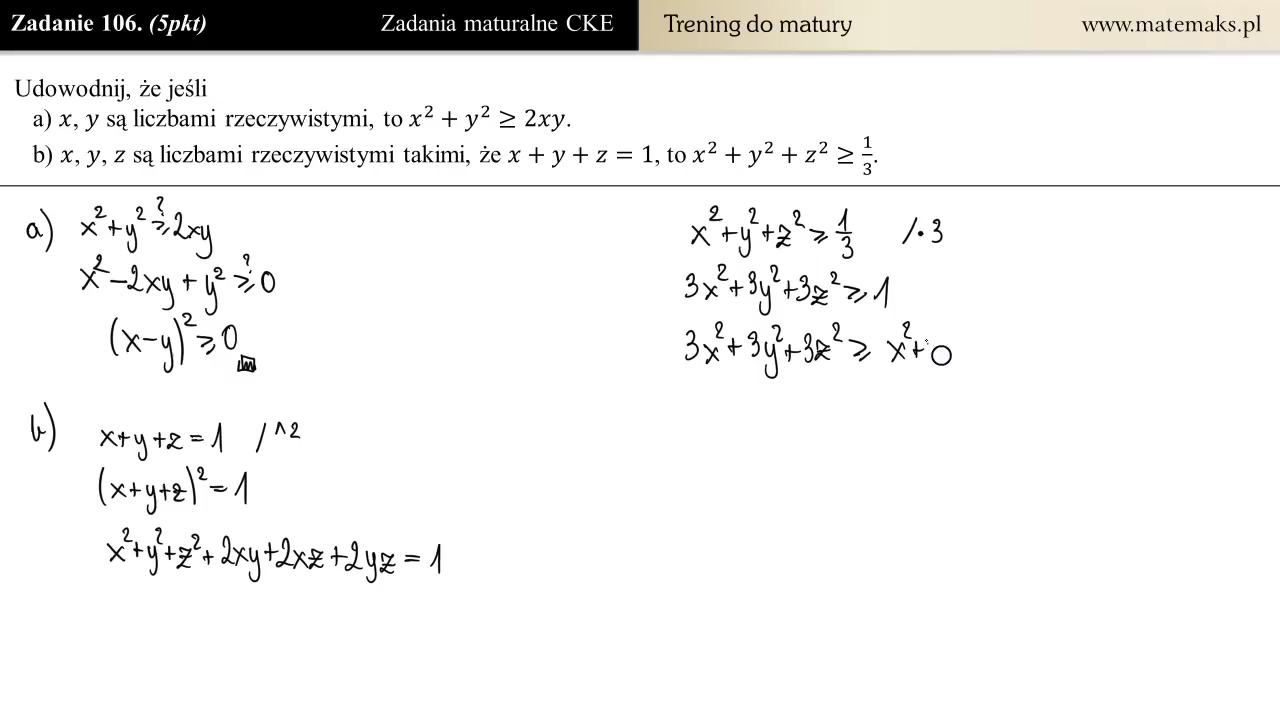 Zadanie 106. (5pkt) Zadania maturalne CKE Trening do matury www.matemaks.pl
Udowodnij, że jeśli
a) x, y są liczbami rzeczywistymi, to x² + y² ≥ 2xy.
b) x, y, z są liczbami rzeczywistymi takimi, że x + y + z = 1, to x² + y² + z² ≥ 1/3.
a) x²+y² ≥? 2xy
x²-2xy+y² ≥? 0
(x-y)² ≥ 0
b) x+y+z=1 /^2
(x+y+z)²=1
x²+y²+z²+2xy+2xz+2yz=1
x²+y²+z² ≥ 1/3 /·3
3x²+3y²+3z² ≥ 1
3x²+3y²+3z² ≥ x²+